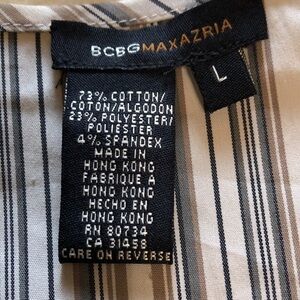 BCBGMAXAZRIA
L
73% COTTON/
COTON/ALGODON
23% POLYESTER/
POLIESTER
4% SPANDEX
MADE IN
HONG KONG
FABRIQUE A
HONG KONG
HECHO EN
HONG KONG
RN 80734
CA 31458
CARE ON REVERSE